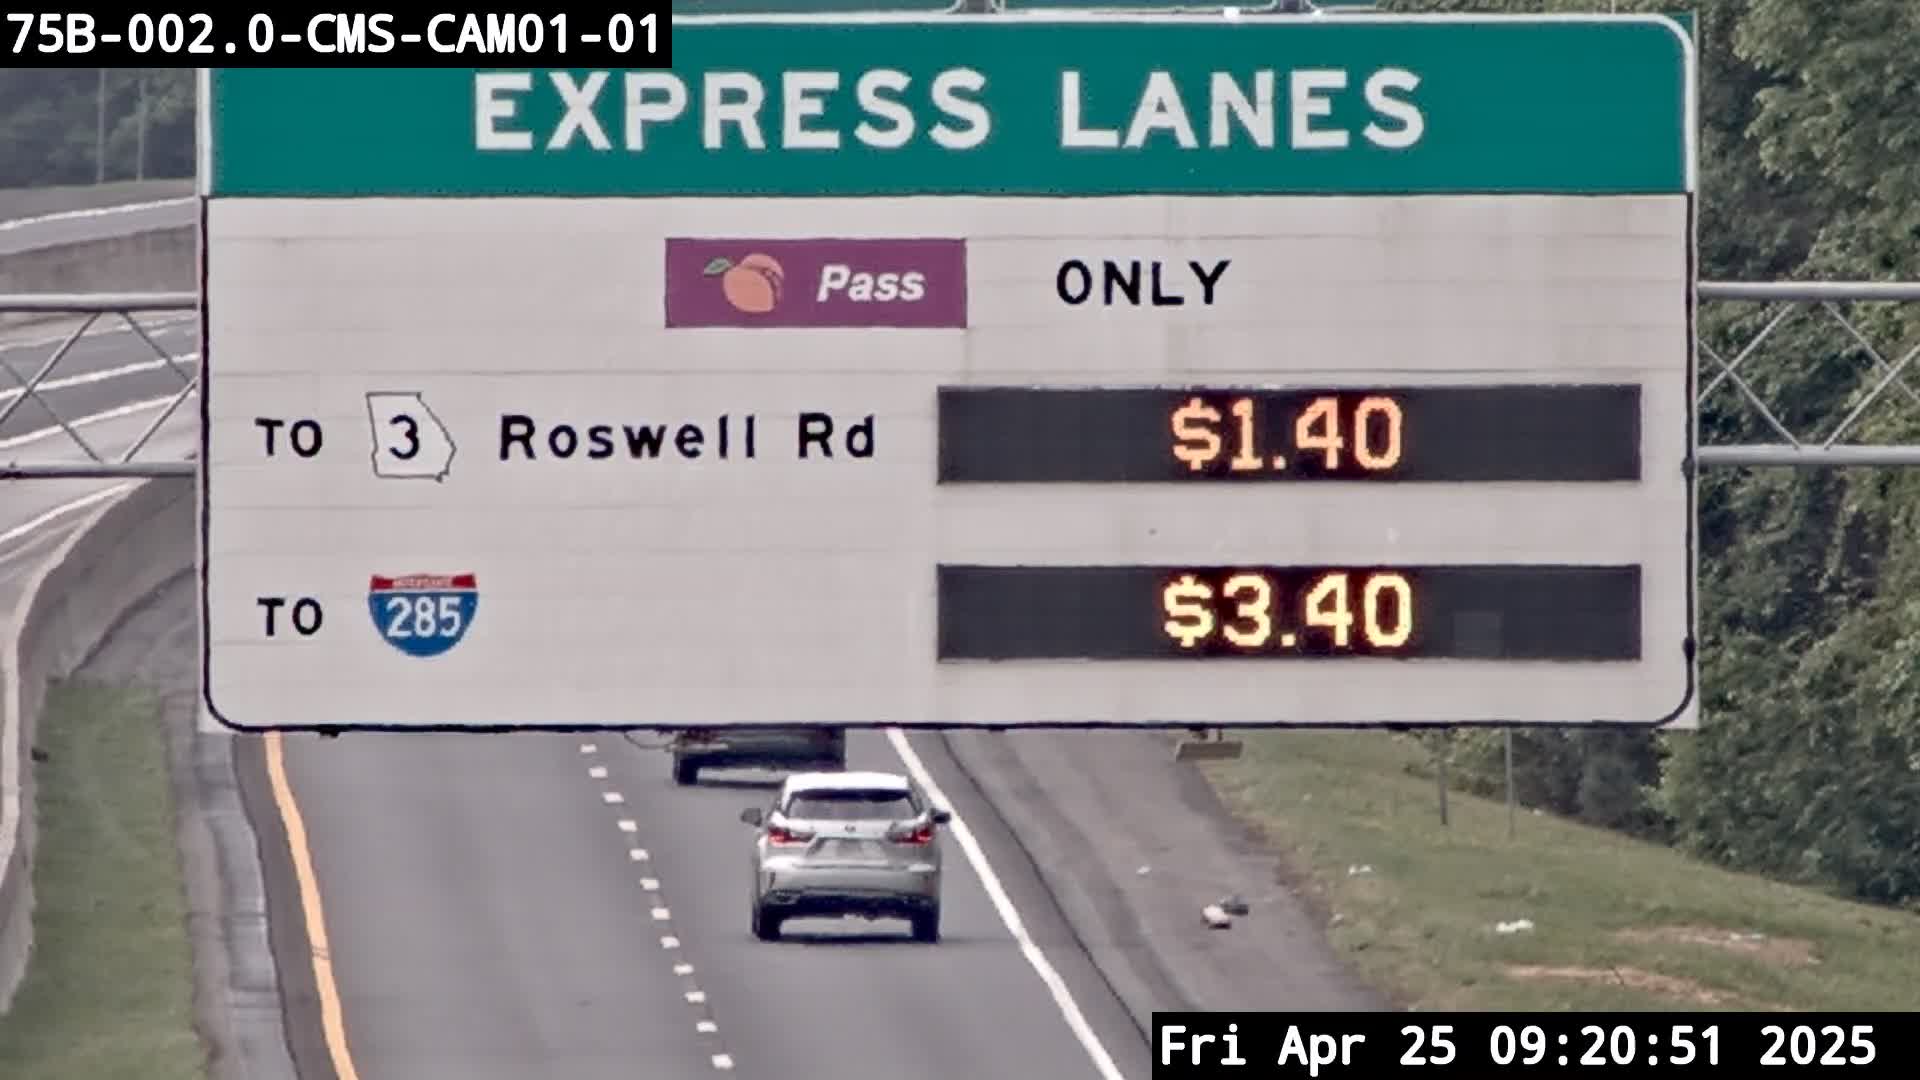 75B-002.0-CMS-CAM01-01
EXPRESS LANES
Pass ONLY
TO 3 Roswell Rd $1.40
INTERSTATE
TO 285 $3.40
Fri Apr 25 09:20:51 2025